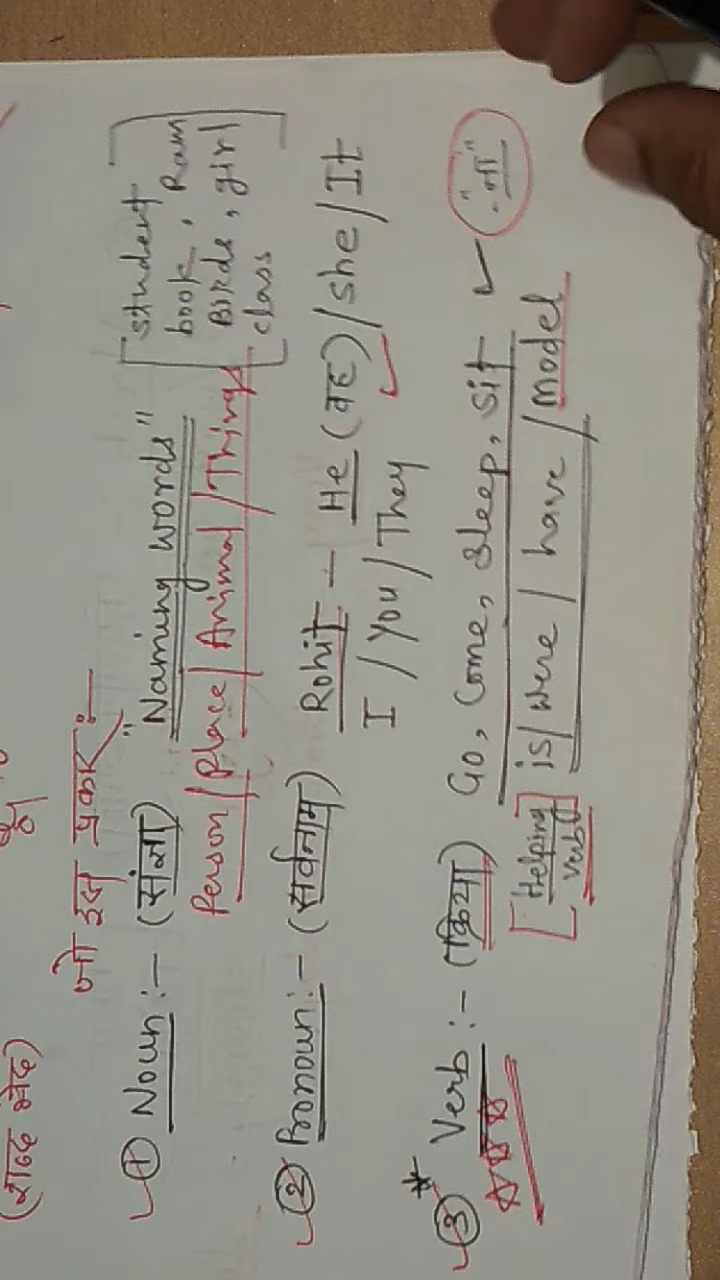 (शब्द भेद)
जो इस प्रकार :-
① Noun :- (संज्ञा) "Naming words" [student
book, Ram
Birds, girl
class]
Person/Place/Animal/Things
② Pronoun :- (सर्वनाम) Rohit - He (वह) /she/It
I /you/They
③ * Verb :- (क्रिया) Go, Come, Sleep, sit "-ना"
[Helping verb] is/were/have/model